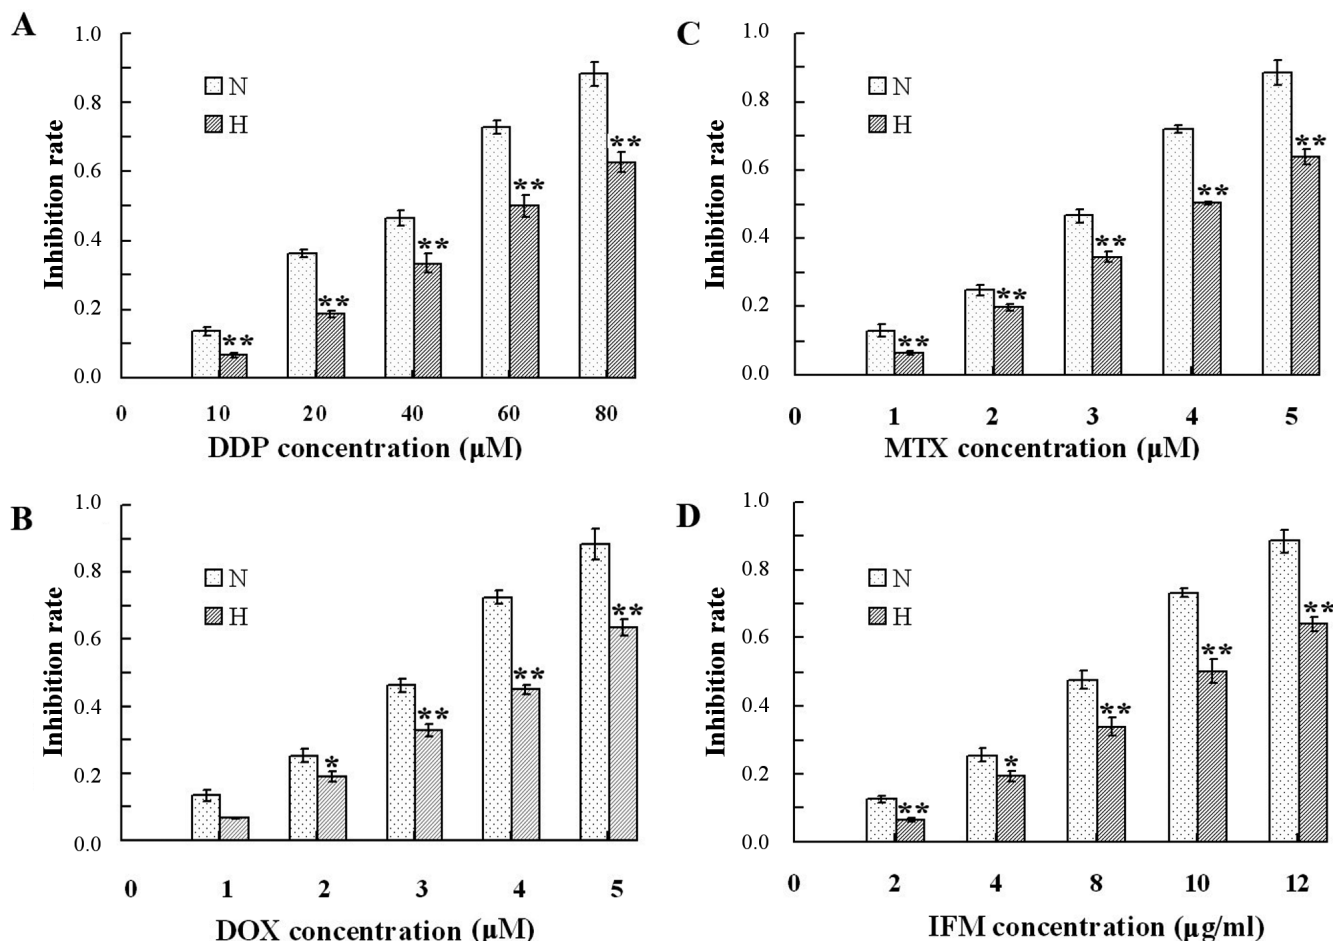 A
Inhibition rate
1.0
0.8
0.6
0.4
0.2
0.0
N
H
**
**
**
**
**
0 10 20 40 60 80
DDP concentration (μM)
C
Inhibition rate
1.0
0.8
0.6
0.4
0.2
0.0
N
H
**
**
**
**
**
0 1 2 3 4 5
MTX concentration (μM)
B
Inhibition rate
1.0
0.8
0.6
0.4
0.2
0.0
N
H
*
**
**
**
0 1 2 3 4 5
DOX concentration (μM)
D
Inhibition rate
1.0
0.8
0.6
0.4
0.2
0.0
N
H
**
*
**
**
**
0 2 4 8 10 12
IFM concentration (μg/ml)